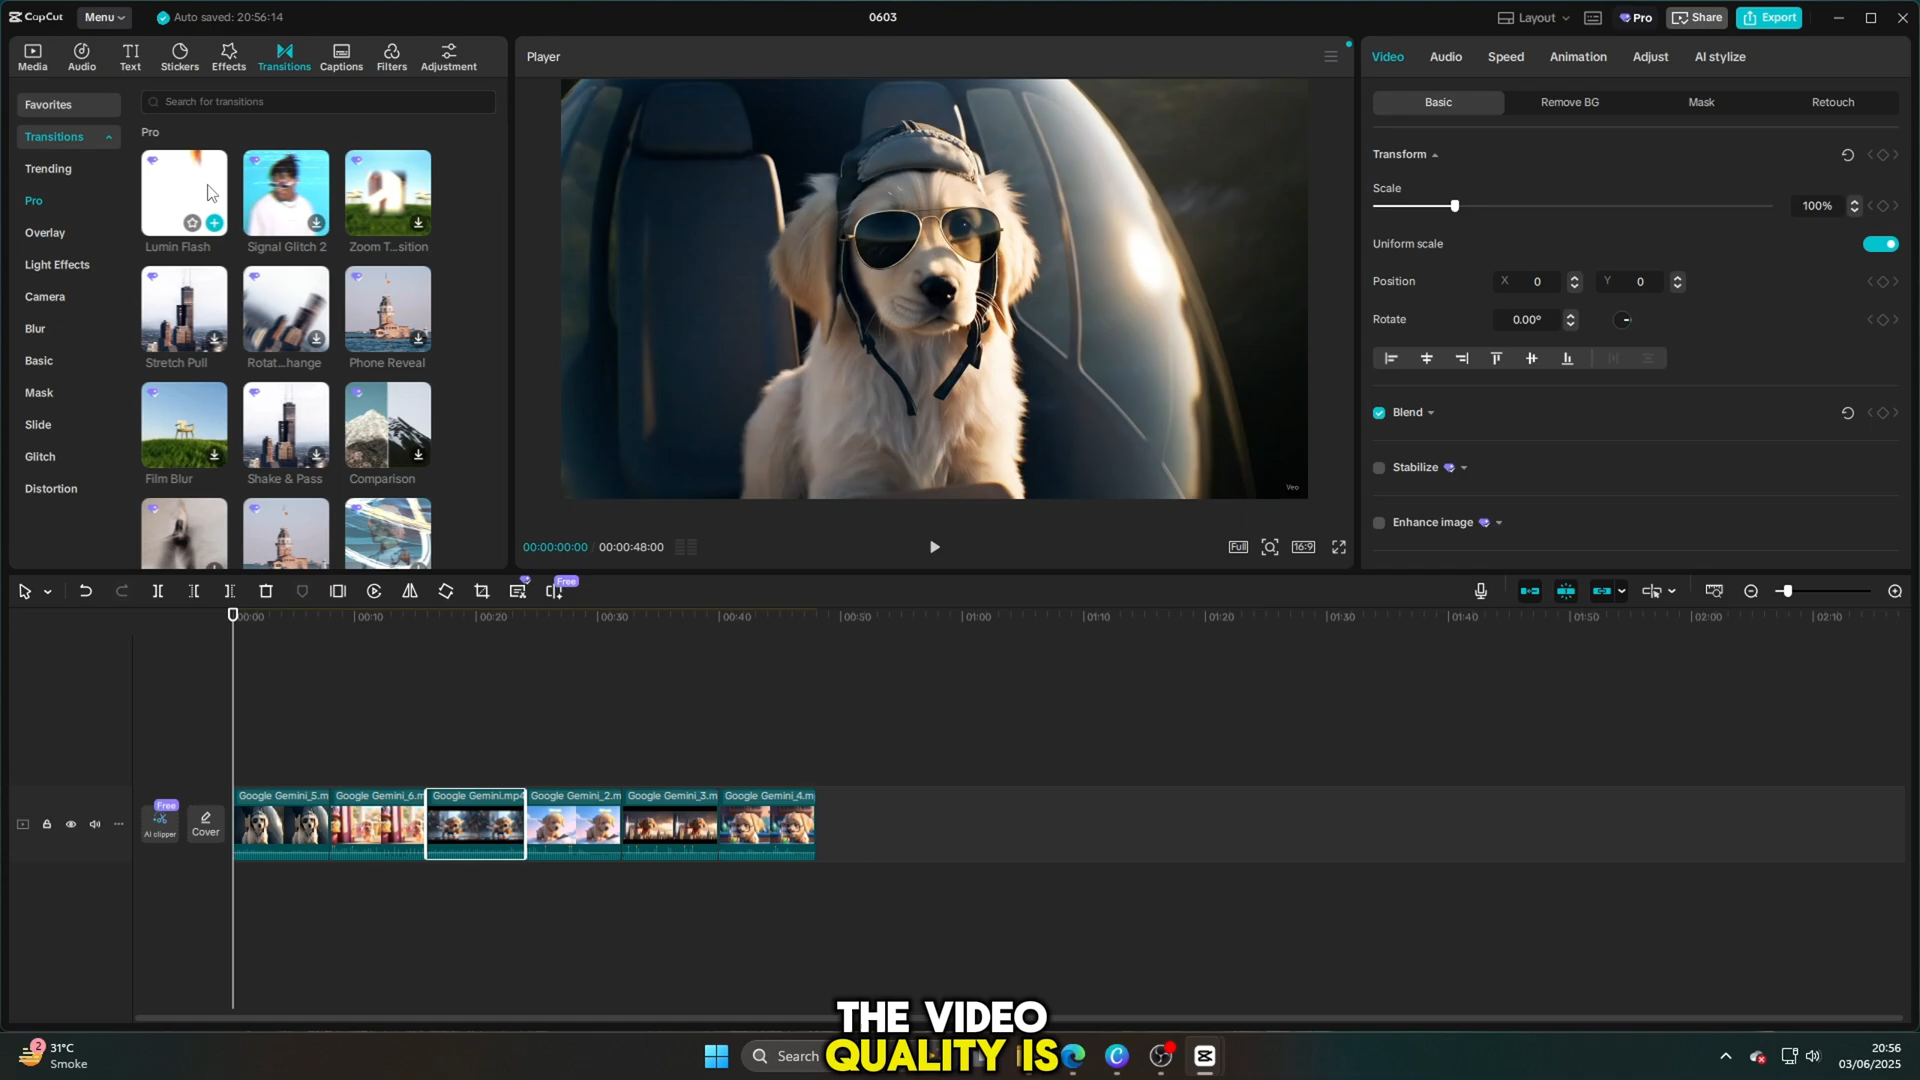 CapCut
Menu
Auto saved: 20:56:14
0603
Layout
Pro
Share
Export
Media
Audio
Text
Stickers
Effects
Transitions
Captions
Filters
Adjustment
Favorites
Transitions
Trending
Pro
Overlay
Light Effects
Camera
Blur
Basic
Mask
Slide
Glitch
Distortion
Search for transitions
Pro
Lumin Flash
Signal Glitch 2
Zoom T...sition
Stretch Pull
Rotat...hange
Phone Reveal
Film Blur
Shake & Pass
Comparison
Player
Veo
00:00:00:00 / 00:00:48:00
Full
16:9
Video
Audio
Speed
Animation
Adjust
AI stylize
Basic
Remove BG
Mask
Retouch
Transform
Scale
100%
Uniform scale
Position
X 0
Y 0
Rotate
0.00°
Blend
Stabilize
Enhance image
Free
00:00
00:10
00:20
00:30
00:40
00:50
01:00
01:10
01:20
01:30
01:40
01:50
02:00
02:10
Free
AI clipper
Cover
Google Gemini_5.m
Google Gemini_6.m
Google Gemini.mp4
Google Gemini_2.m
Google Gemini_3.m
Google Gemini_4.m
THE VIDEO
QUALITY IS
2
31°C
Smoke
Search
20:56
03/06/2025